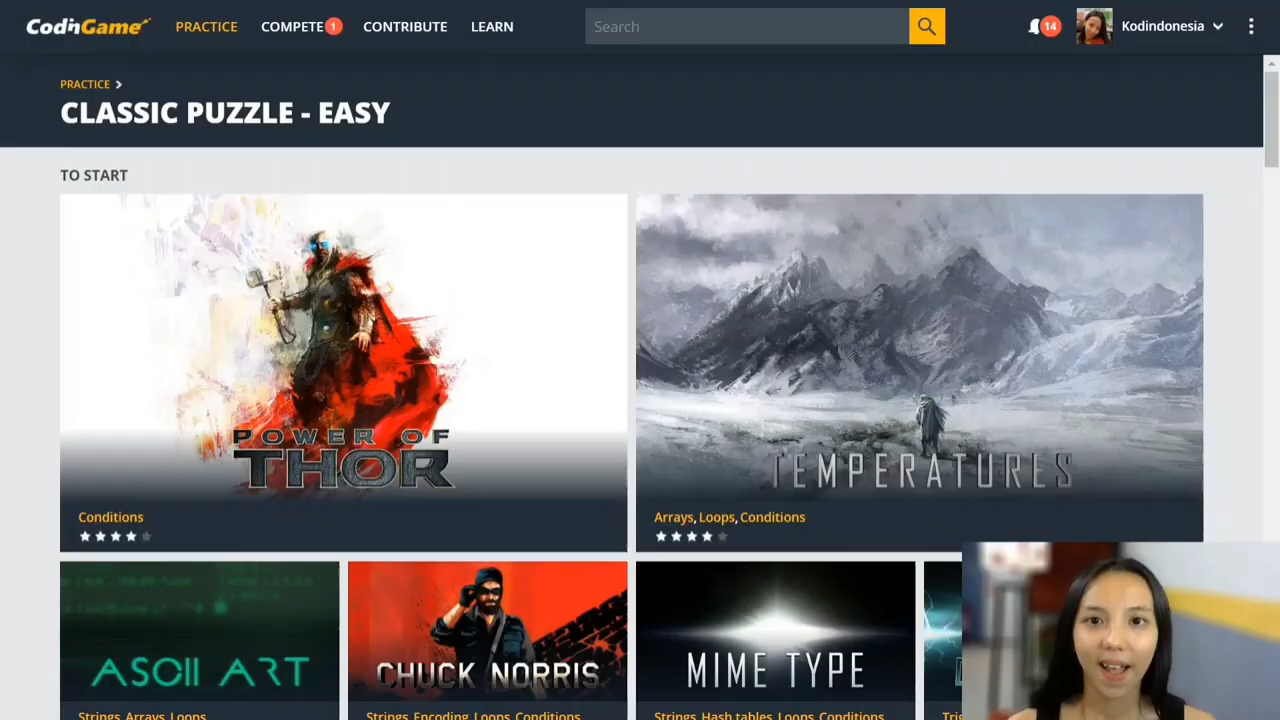 CodinGame
PRACTICE
COMPETE 1
CONTRIBUTE
LEARN
Search
14
Kodindonesia
PRACTICE
CLASSIC PUZZLE - EASY
TO START
POWER OF
THOR
Conditions
TEMPERATURES
Arrays, Loops, Conditions
ASCII ART
Strings, Arrays, Loops
CHUCK NORRIS
Strings, Encoding, Loops, Conditions
MIME TYPE
Strings, Hash tables, Loops, Conditions